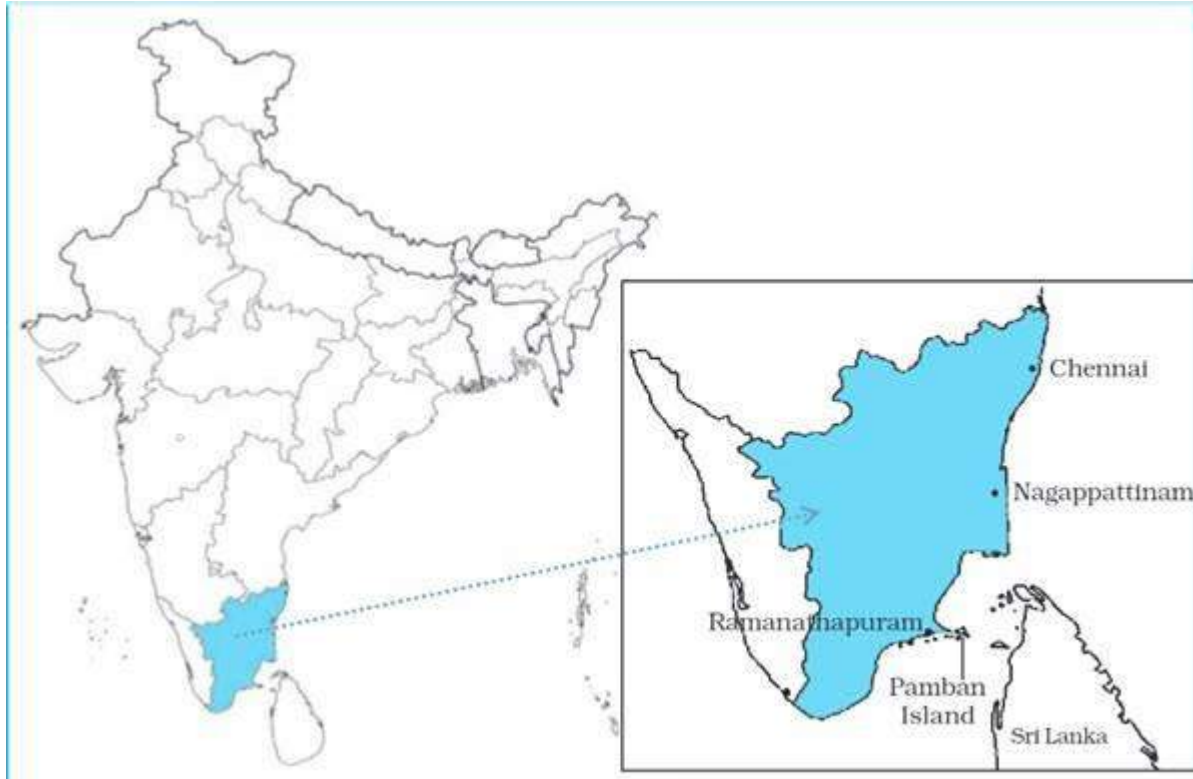 Chennai
Nagappattinam
Ramanathapuram
Pamban
Island
Sri Lanka